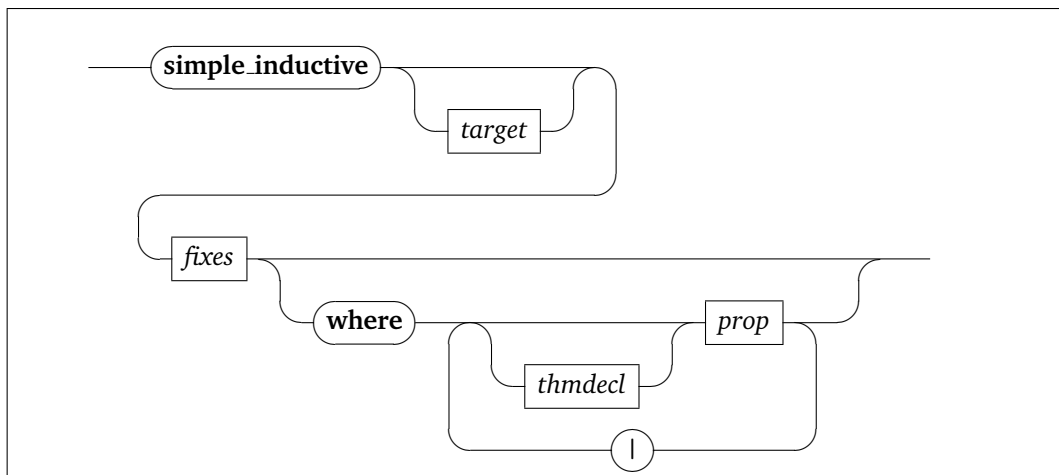 simple_inductive
target
fixes
where
prop
thmdecl
|